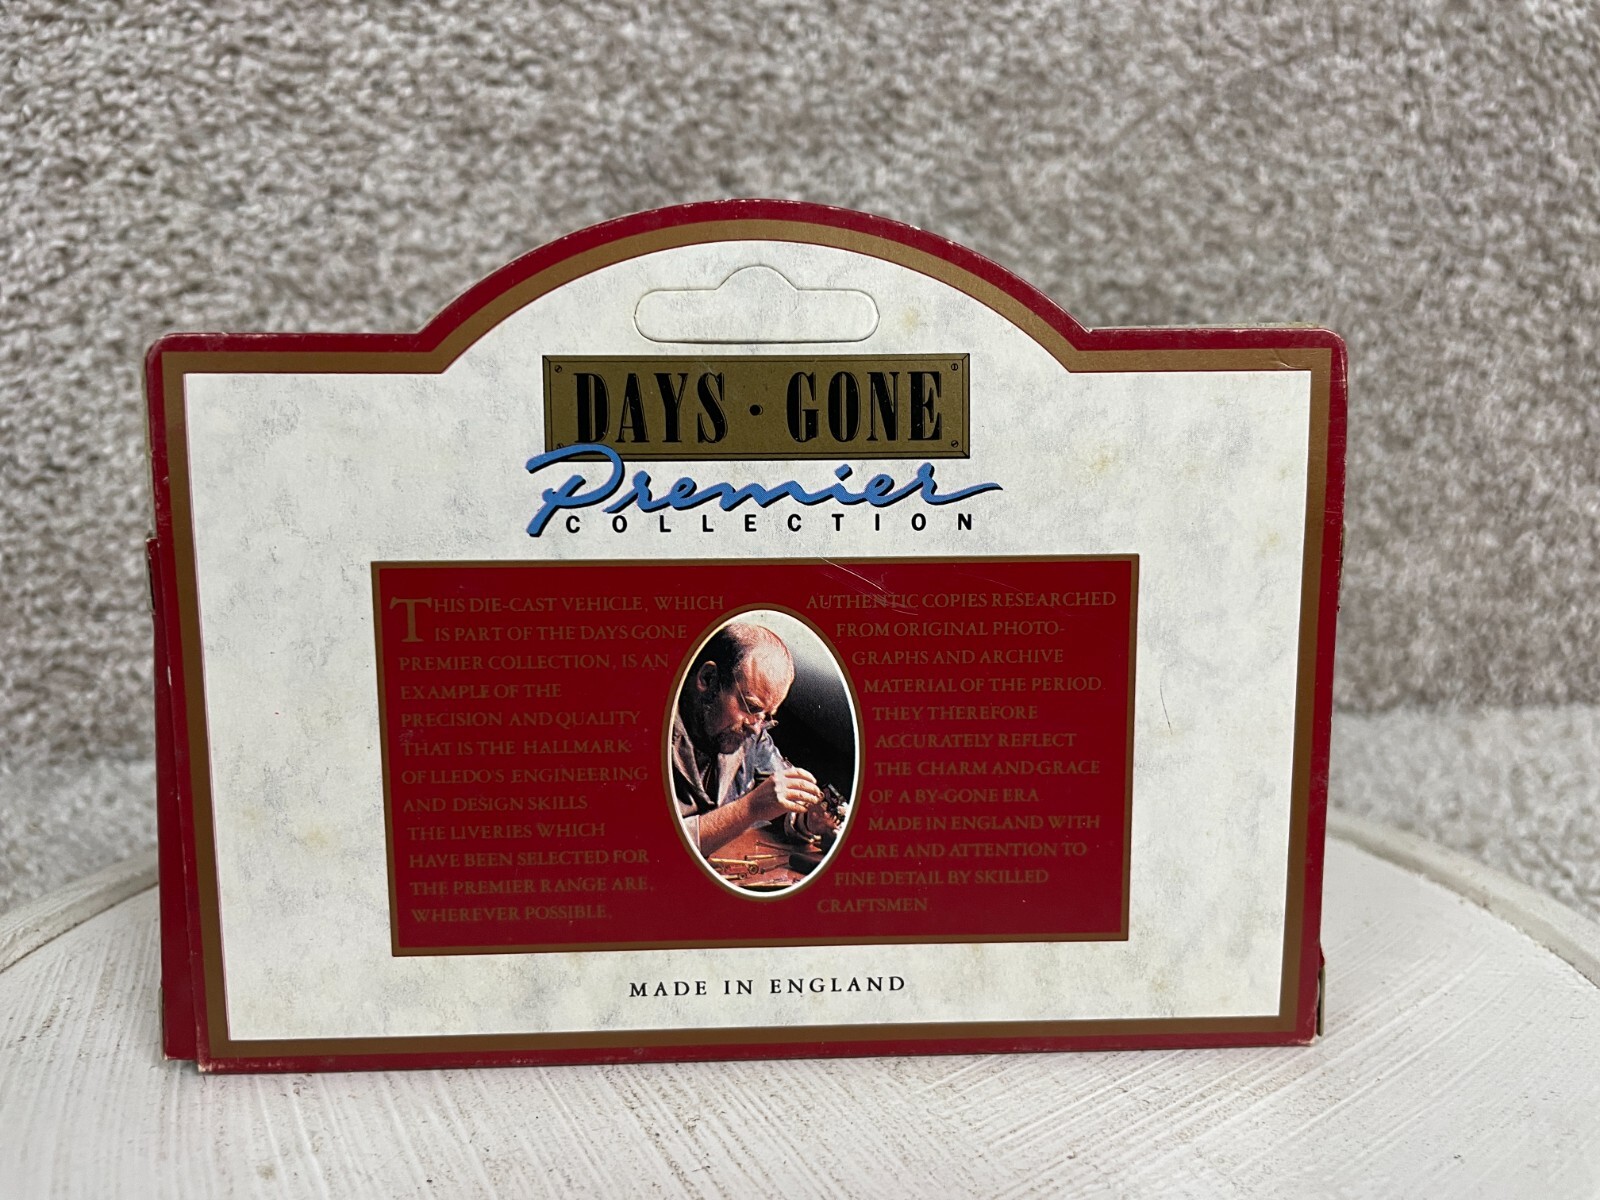 DAYS · GONE
Premier
COLLECTION
THIS DIE-CAST VEHICLE, WHICH
IS PART OF THE DAYS GONE
PREMIER COLLECTION, IS AN
EXAMPLE OF THE
PRECISION AND QUALITY
THAT IS THE HALLMARK
OF LLEDO'S ENGINEERING
AND DESIGN SKILLS
THE LIVERIES WHICH
HAVE BEEN SELECTED FOR
THE PREMIER RANGE ARE,
WHEREVER POSSIBLE,
AUTHENTIC COPIES RESEARCHED
FROM ORIGINAL PHOTO-
GRAPHS AND ARCHIVE
MATERIAL OF THE PERIOD.
THEY THEREFORE
ACCURATELY REFLECT
THE CHARM AND GRACE
OF A BY-GONE ERA
MADE IN ENGLAND WITH
CARE AND ATTENTION TO
FINE DETAIL BY SKILLED
CRAFTSMEN
MADE IN ENGLAND